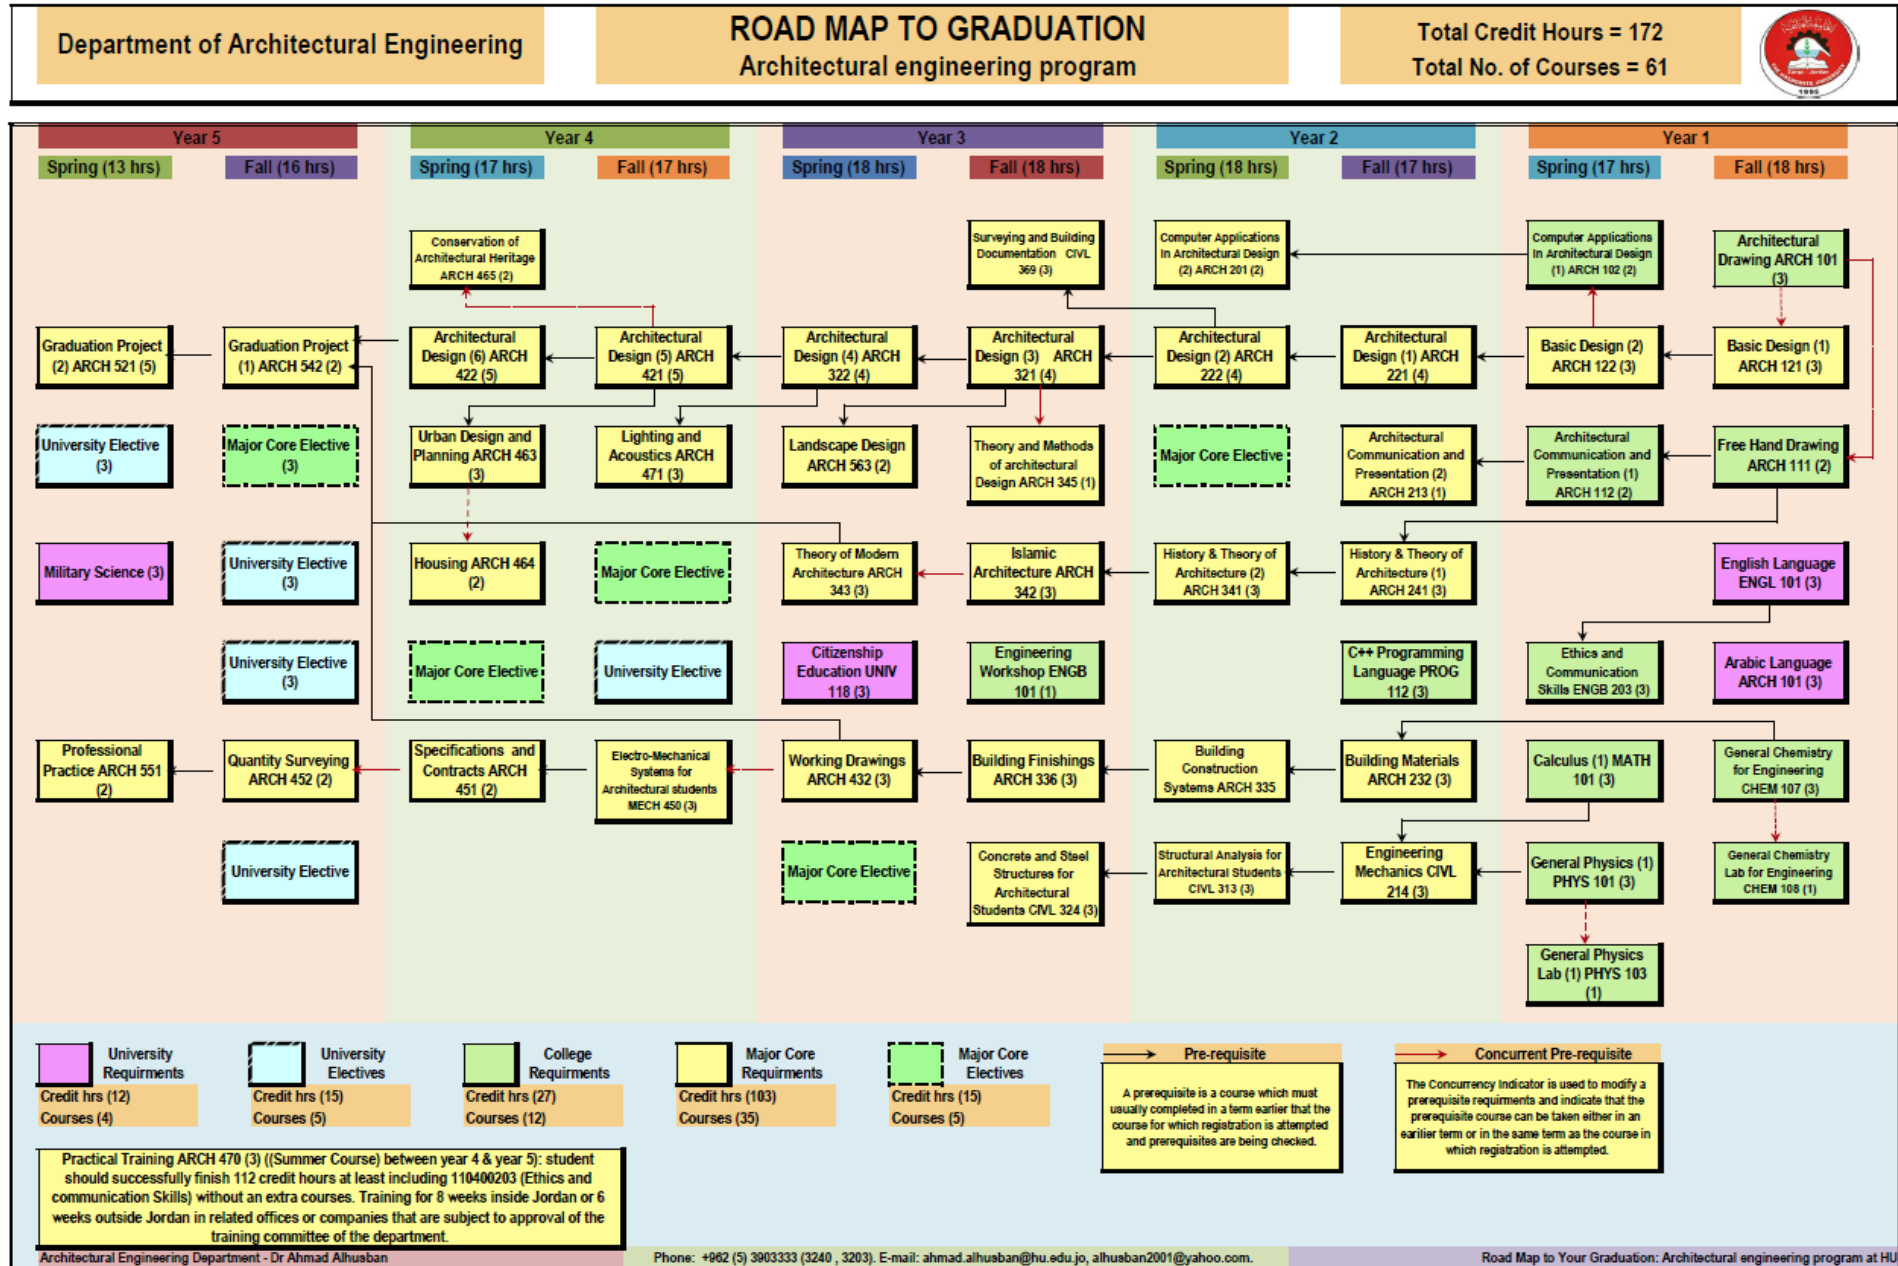 Department of Architectural Engineering
ROAD MAP TO GRADUATION
Architectural engineering program
Total Credit Hours = 172
Total No. of Courses = 61
1995
Year 5
Year 4
Year 3
Year 2
Year 1
Spring (13 hrs)
Fall (16 hrs)
Spring (17 hrs)
Fall (17 hrs)
Spring (18 hrs)
Fall (18 hrs)
Spring (18 hrs)
Fall (17 hrs)
Spring (17 hrs)
Fall (18 hrs)
Conservation of
Architectural Heritage
ARCH 465 (2)
Surveying and Building
Documentation CIVL
369 (3)
Computer Applications
In Architectural Design
(2) ARCH 201 (2)
Computer Applications
In Architectural Design
(1) ARCH 102 (2)
Architectural
Drawing ARCH 101
(3)
Graduation Project
(2) ARCH 521 (5)
Graduation Project
(1) ARCH 542 (2)
Architectural
Design (6) ARCH
422 (5)
Architectural
Design (5) ARCH
421 (5)
Architectural
Design (4) ARCH
322 (4)
Architectural
Design (3) ARCH
321 (4)
Architectural
Design (2) ARCH
222 (4)
Architectural
Design (1) ARCH
221 (4)
Basic Design (2)
ARCH 122 (3)
Basic Design (1)
ARCH 121 (3)
University Elective
(3)
Major Core Elective
(3)
Urban Design and
Planning ARCH 463
(3)
Lighting and
Acoustics ARCH
471 (3)
Landscape Design
ARCH 563 (2)
Theory and Methods
of architectural
Design ARCH 345 (1)
Major Core Elective
Architectural
Communication and
Presentation (2)
ARCH 213 (1)
Architectural
Communication and
Presentation (1)
ARCH 112 (2)
Free Hand Drawing
ARCH 111 (2)
Military Science (3)
University Elective
(3)
Housing ARCH 464
(2)
Major Core Elective
Theory of Modern
Architecture ARCH
343 (3)
Islamic
Architecture ARCH
342 (3)
History & Theory of
Architecture (2)
ARCH 341 (3)
History & Theory of
Architecture (1)
ARCH 241 (3)
English Language
ENGL 101 (3)
University Elective
(3)
Major Core Elective
University Elective
Citizenship
Education UNIV
118 (3)
Engineering
Workshop ENGB
101 (1)
C++ Programming
Language PROG
112 (3)
Ethics and
Communication
Skills ENGB 203 (3)
Arabic Language
ARCH 101 (3)
Professional
Practice ARCH 551
(2)
Quantity Surveying
ARCH 452 (2)
Specifications and
Contracts ARCH
451 (2)
Electro-Mechanical
Systems for
Architectural students
MECH 450 (3)
Working Drawings
ARCH 432 (3)
Building Finishings
ARCH 336 (3)
Building
Construction
Systems ARCH 335
Building Materials
ARCH 232 (3)
Calculus (1) MATH
101 (3)
General Chemistry
for Engineering
CHEM 107 (3)
University Elective
Major Core Elective
Concrete and Steel
Structures for
Architectural
Students CIVL 324 (3)
Structural Analysis for
Architectural Students
CIVL 313 (3)
Engineering
Mechanics CIVL
214 (3)
General Physics (1)
PHYS 101 (3)
General Chemistry
Lab for Engineering
CHEM 108 (1)
General Physics
Lab (1) PHYS 103
(1)
University
Requirments
Credit hrs (12)
Courses (4)
University
Electives
Credit hrs (15)
Courses (5)
College
Requirments
Credit hrs (27)
Courses (12)
Major Core
Requirments
Credit hrs (103)
Courses (35)
Major Core
Electives
Credit hrs (15)
Courses (5)
Pre-requisite
A prerequisite is a course which must
usually completed in a term earlier that the
course for which registration is attempted
and prerequisites are being checked.
Concurrent Pre-requisite
The Concurrency Indicator is used to modify a
prerequisite requirments and indicate that the
prerequisite course can be taken either in an
earilier term or in the same term as the course in
which registration is attempted.
Practical Training ARCH 470 (3) ((Summer Course) between year 4 & year 5): student
should successfully finish 112 credit hours at least including 110400203 (Ethics and
communication Skills) without an extra courses. Training for 8 weeks inside Jordan or 6
weeks outside Jordan in related offices or companies that are subject to approval of the
training committee of the department.
Architectural Engineering Department - Dr Ahmad Alhusban
Phone: +962 (5) 3903333 (3240 , 3203). E-mail: ahmad.alhusban@hu.edu.jo, alhusban2001@yahoo.com.
Road Map to Your Graduation: Architectural engineering program at HU